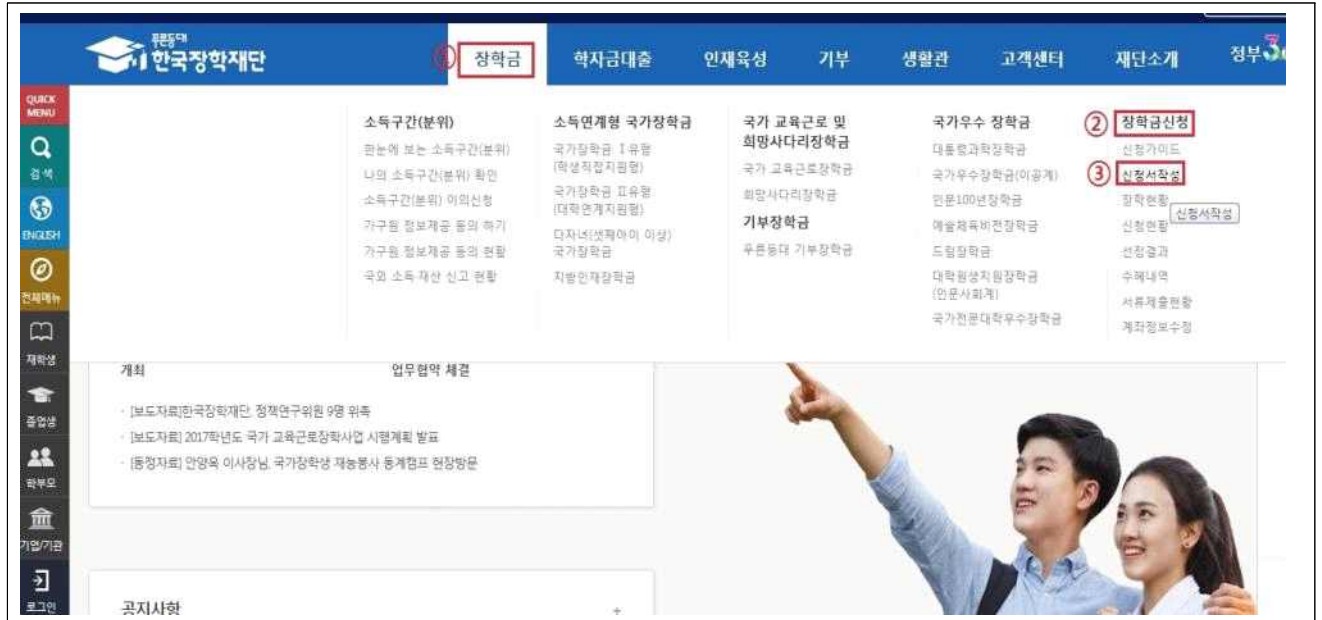 푸른등대
한국장학재단
① 장학금
학자금대출
인재육성
기부
생활관
고객센터
재단소개
정부3.
QUICK
MENU
검색
ENGLISH
전체메뉴
재학생
졸업생
학부모
기업/기관
로그인
소득구간(분위)
한눈에 보는 소득구간(분위)
나의 소득구간(분위) 확인
소득구간(분위) 이의신청
가구원 정보제공 동의 하기
가구원 정보제공 동의 현황
국외 소득·재산 신고 현황
소득연계형 국가장학금
국가장학금 Ⅰ유형
(학생직접지원형)
국가장학금 Ⅱ유형
(대학연계지원형)
다자녀(셋째아이 이상)
국가장학금
지방인재장학금
국가 교육근로 및
희망사다리장학금
국가 교육근로장학금
희망사다리장학금
기부장학금
푸른등대 기부장학금
국가우수 장학금
대통령과학장학금
국가우수장학금(이공계)
인문100년장학금
예술체육비전장학금
드림장학금
대학원생지원장학금
(인문사회계)
국가전문대학우수장학금
② 장학금신청
신청가이드
③ 신청서작성
장학현황
신청서작성
신청현황
선정결과
수혜내역
서류제출현황
계좌정보수정
개최
업무협약 체결
· [보도자료]한국장학재단, 정책연구위원 9명 위촉
· [보도자료] 2017학년도 국가 교육근로장학사업 시행계획 발표
· [동정자료] 안양옥 이사장님, 국가장학생 재능봉사 동계캠프 현장방문
공지사항
+